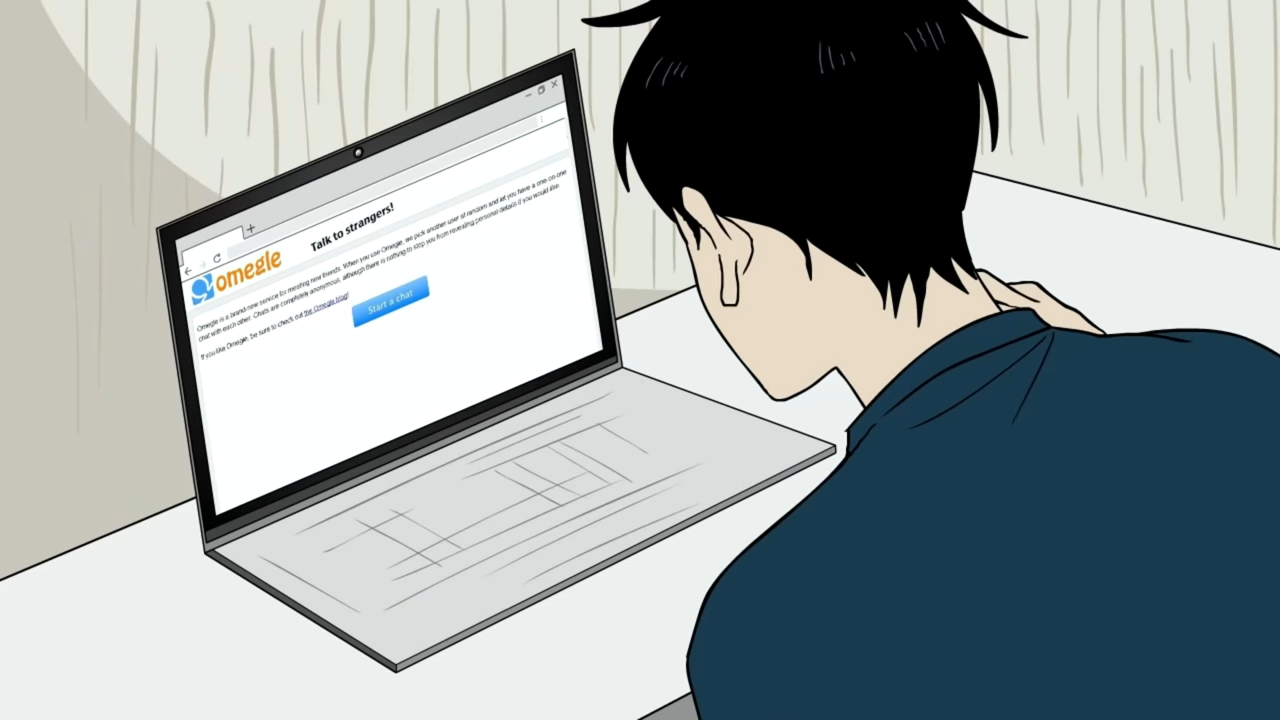 omegle
Talk to strangers!
Omegle is a brand-new service for meeting new friends. When you use Omegle, we pick another user at random and let you have a one-on-one
chat with each other. Chats are completely anonymous, although there is nothing to stop you from revealing personal details if you would like.
If you like Omegle, be sure to check out the Omegle blog!
Start a chat